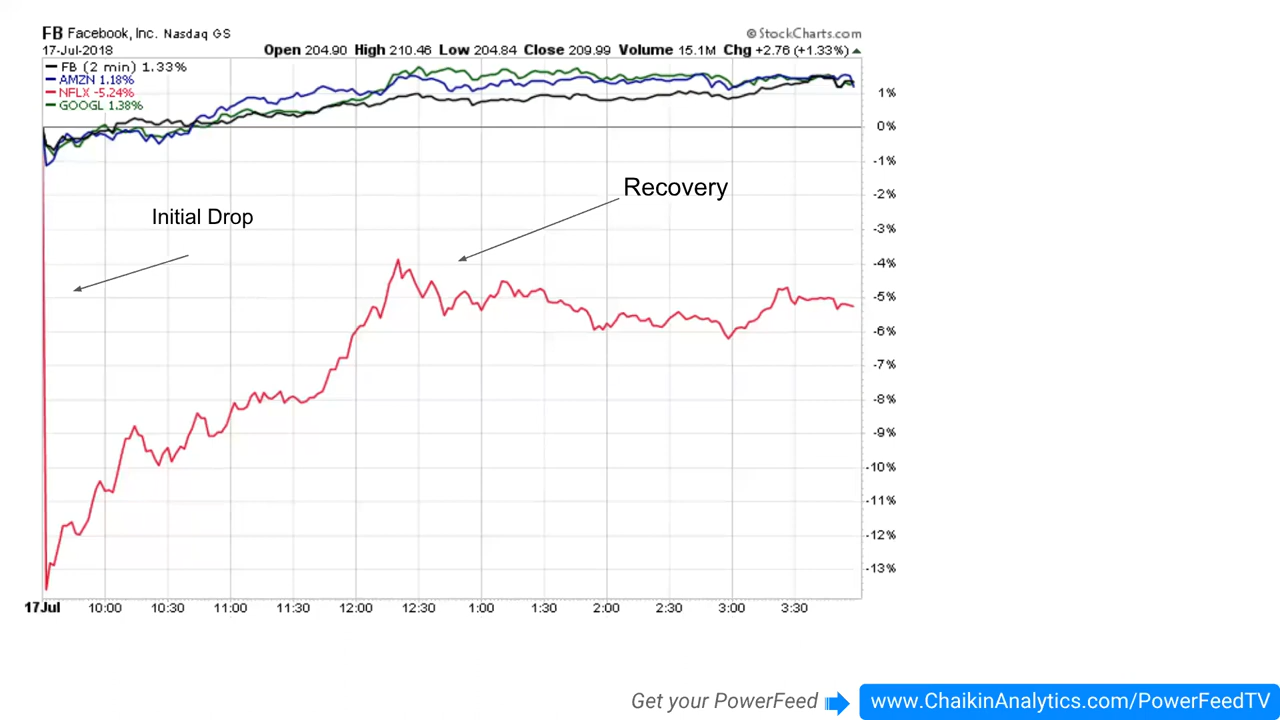 FB Facebook, Inc. Nasdaq GS
© StockCharts.com
17-Jul-2018
Open 204.90 High 210.46 Low 204.84 Close 209.99 Volume 15.1M Chg +2.76 (+1.33%)
FB (2 min) 1.33%
AMZN 1.18%
NFLX -5.24%
GOOGL 1.38%
1%
0%
-1%
-2%
-3%
-4%
-5%
-6%
-7%
-8%
-9%
-10%
-11%
-12%
-13%
Recovery
Initial Drop
17Jul 10:00 10:30 11:00 11:30 12:00 12:30 1:00 1:30 2:00 2:30 3:00 3:30
Get your PowerFeed
www.ChaikinAnalytics.com/PowerFeedTV